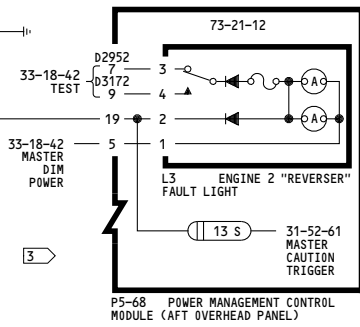 73-21-12
D2952
7 3
33-18-42 D3172
TEST 9 4
A
A
19 2
33-18-42 5 1
MASTER
DIM
POWER
L3 ENGINE 2 "REVERSER"
FAULT LIGHT
13 S
31-52-61
MASTER
CAUTION
TRIGGER
3
P5-68 POWER MANAGEMENT CONTROL
MODULE (AFT OVERHEAD PANEL)